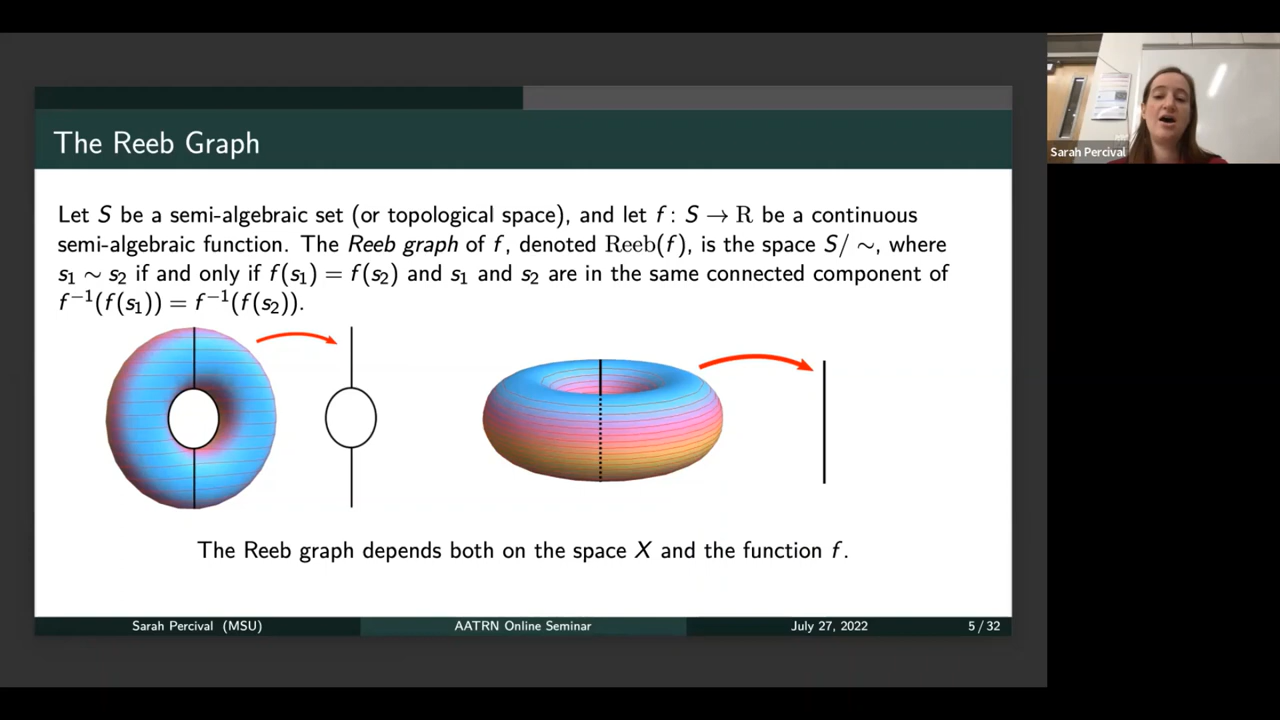 The Reeb Graph
Let S be a semi-algebraic set (or topological space), and let f : S → R be a continuous
semi-algebraic function. The Reeb graph of f, denoted Reeb(f), is the space S/ ∼, where
s₁ ∼ s₂ if and only if f(s₁) = f(s₂) and s₁ and s₂ are in the same connected component of
f⁻¹(f(s₁)) = f⁻¹(f(s₂)).
The Reeb graph depends both on the space X and the function f.
Sarah Percival (MSU) AATRN Online Seminar July 27, 2022 5 / 32
Sarah Percival